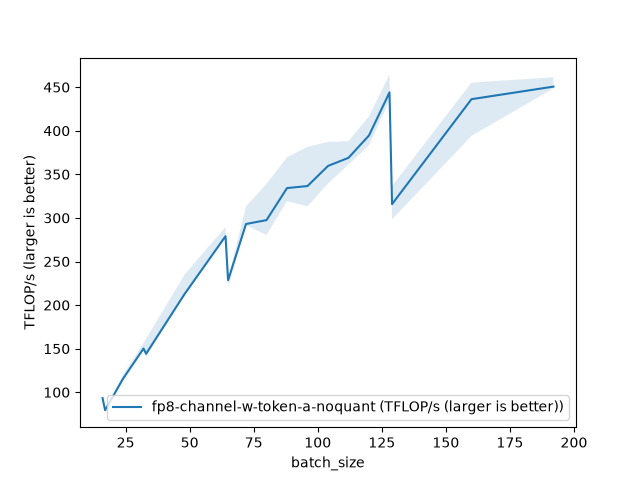 450
400
350
300
250
200
150
100
TFLOP/s (larger is better)
fp8-channel-w-token-a-noquant (TFLOP/s (larger is better))
25 50 75 100 125 150 175 200
batch_size